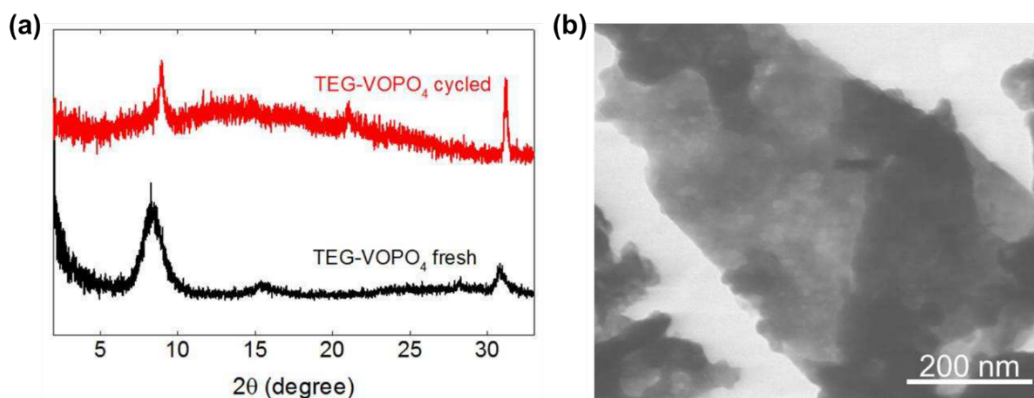 (a)
TEG-VOPO₄ cycled
TEG-VOPO₄ fresh
5 10 15 20 25 30
2θ (degree)
(b)
200 nm